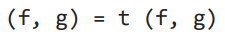 (f, g) = t (f, g)